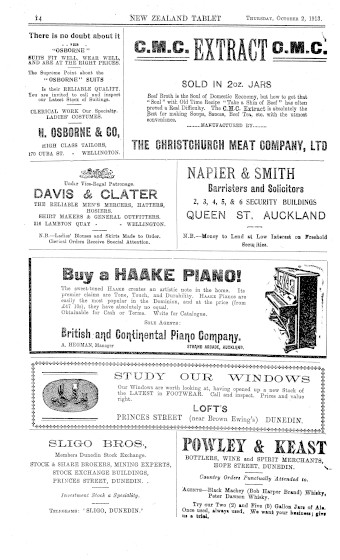 14 NEW ZEALAND TABLET THURSDAY, OCTOBER 2, 1913.
There is no doubt about it
THE
"OSBORNE"
SUITS FIT WELL, WEAR WELL,
AND ARE AT THE RIGHT PRICES.
The Supreme Point about the
"OSBORNE" SUITS
Is their RELIABLE QUALITY.
You are invited to call and inspect
our Latest Stock of Suitings.
CLERICAL WORK Our Specialty.
LADIES' COSTUMES.
H. OSBORNE & CO,
HIGH CLASS TAILORS,
170 CUBA ST. - WELLINGTON.
C.M.C. EXTRACT C.M.C.
SOLD IN 2oz. JARS
Beef Broth is the Soul of Domestic Economy, but how to get that
"Soul" with Old Time Recipe "Take a Shin of Beef" has often
proved a Real Difficulty. The C.M.C. Extract is absolutely the
Best for making Soups, Sauces, Beef Tea, etc. with the utmost
convenience.
MANUFACTURED BY
THE CHRISTCHURCH MEAT COMPANY, LTD
Under Vice-Regal Patronage.
DAVIS & CLATER
THE RELIABLE MEN'S MERCERS, HATTERS,
HOSIERS,
SHIRT MAKERS & GENERAL OUTFITTERS.
216 LAMBTON QUAY - WELLINGTON.
N.B.—Ladies' Blouses and Shirts Made to Order.
Clerical Orders Receive Special Attention.
NAPIER & SMITH
Barristers and Solicitors
2, 3, 4, 5, & 6 SECURITY BUILDINGS
QUEEN ST. AUCKLAND
N.B.—Money to Lend at Low Interest on Freehold
Securities.
Buy a HAAKE PIANO!
The sweet-toned HAAKE creates an artistic note in the home. Its
premier claims are Tone, Touch, and Durability. HAAKE PIANOS are
easily the most popular in the Dominion, and at the price (from
they have absolutely no equal.
Obtainable for Cash or Terms. Write for Catalogue.
SOLE AGENTS:
British and Continental Piano Company.
A. HERMAN, Manager STRAND ARCADE, AUCKLAND.
STUDY OUR WINDOWS
Our Windows are worth looking at, having opened up a new Stock of
the LATEST in FOOTWEAR. Call and inspect. Prices and value
right.
LOFT'S
PRINCES STREET (near Brown Ewing's) DUNEDIN.
SLIGO BROS.,
Members Dunedin Stock Exchange.
STOCK & SHARE BROKERS, MINING EXPERTS,
STOCK EXCHANGE BUILDINGS,
PRINCES STREET, DUNEDIN.
Investment Stock a Specialty.
TELEGRAMS: "SLIGO, DUNEDIN."
POWLEY & KEAST
BOTTLERS, WINE AND SPIRIT MERCHANTS,
HOPE STREET, DUNEDIN.
Country Orders Punctually Attended to.
AGENTS—Black Mackay (Bob Harper Brand) Whisky,
Peter Dawson Whisky.
Try our Two (2) and Five (5) Gallon Jars of Ale.
Once used, always used. We want your business; give
us a trial.